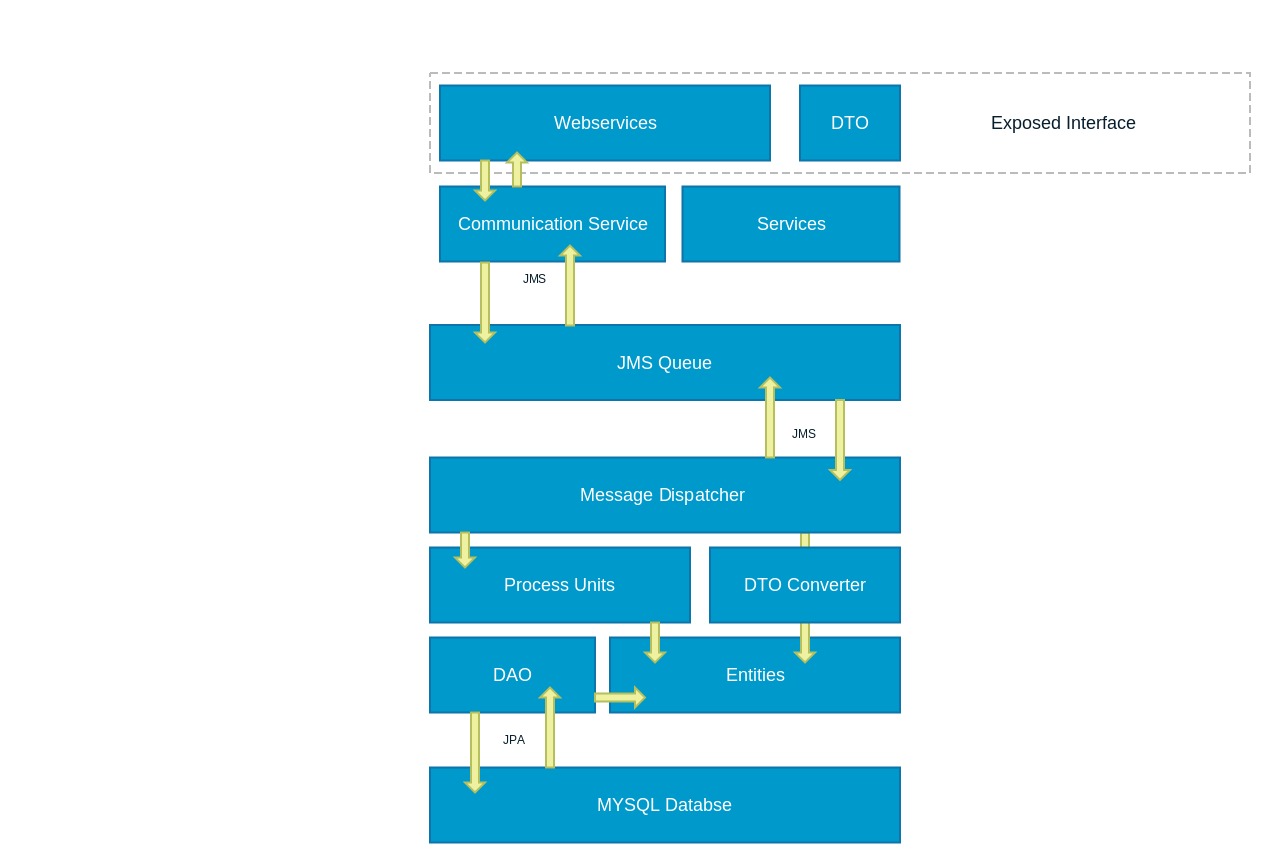 Webservices
DTO
Exposed Interface
Communication Service
Services
JMS
JMS Queue
JMS
Message Dispatcher
Process Units
DTO Converter
DAO
Entities
JPA
MYSQL Databse